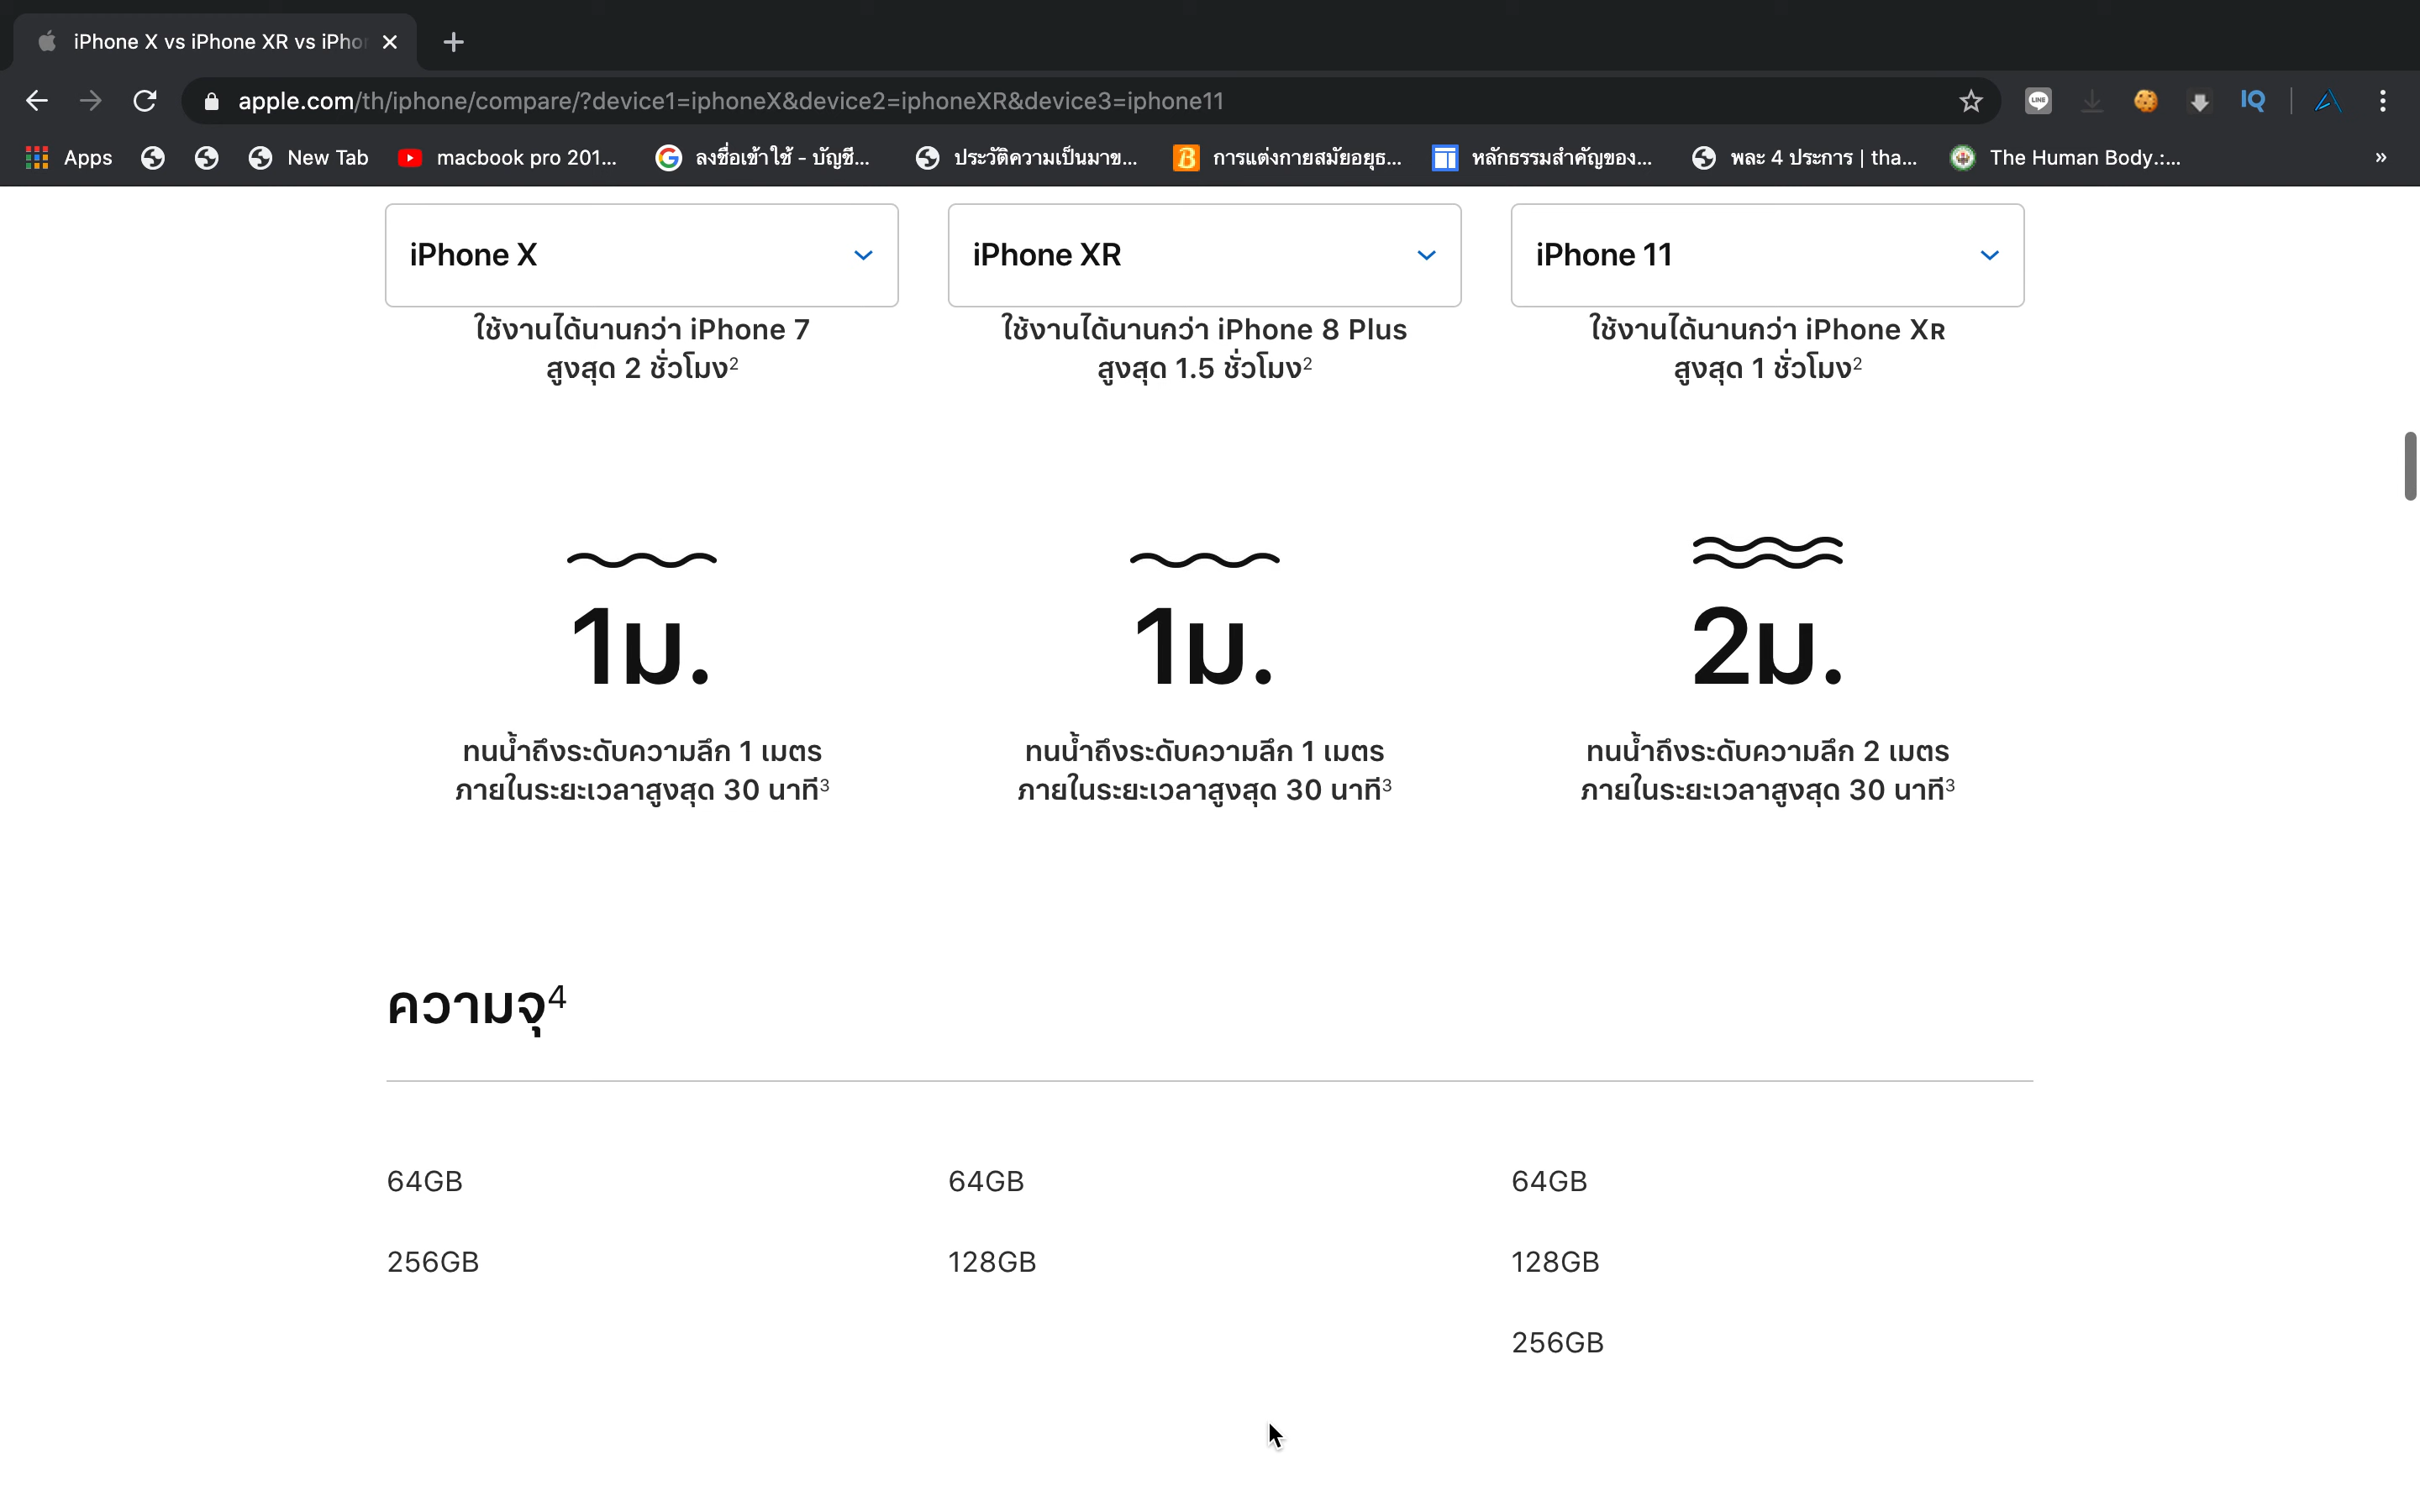 iPhone X vs iPhone XR vs iPho
apple.com/th/iphone/compare/?device1=iphoneX&device2=iphoneXR&device3=iphone11
LINE
IQ
Apps
New Tab
macbook pro 201...
ลงชื่อเข้าใช้ - บัญชี...
ประวัติความเป็นมาข...
การแต่งกายสมัยอยุธ...
หลักธรรมสำคัญของ...
พละ 4 ประการ | tha...
The Human Body.:...
»
iPhone X
iPhone XR
iPhone 11
ใช้งานได้นานกว่า iPhone 7
สูงสุด 2 ชั่วโมง2
ใช้งานได้นานกว่า iPhone 8 Plus
สูงสุด 1.5 ชั่วโมง2
ใช้งานได้นานกว่า iPhone XR
สูงสุด 1 ชั่วโมง2
1ม.
1ม.
2ม.
ทนน้ำถึงระดับความลึก 1 เมตร
ภายในระยะเวลาสูงสุด 30 นาที3
ทนน้ำถึงระดับความลึก 1 เมตร
ภายในระยะเวลาสูงสุด 30 นาที3
ทนน้ำถึงระดับความลึก 2 เมตร
ภายในระยะเวลาสูงสุด 30 นาที3
ความจุ4
64GB
64GB
64GB
256GB
128GB
128GB
256GB